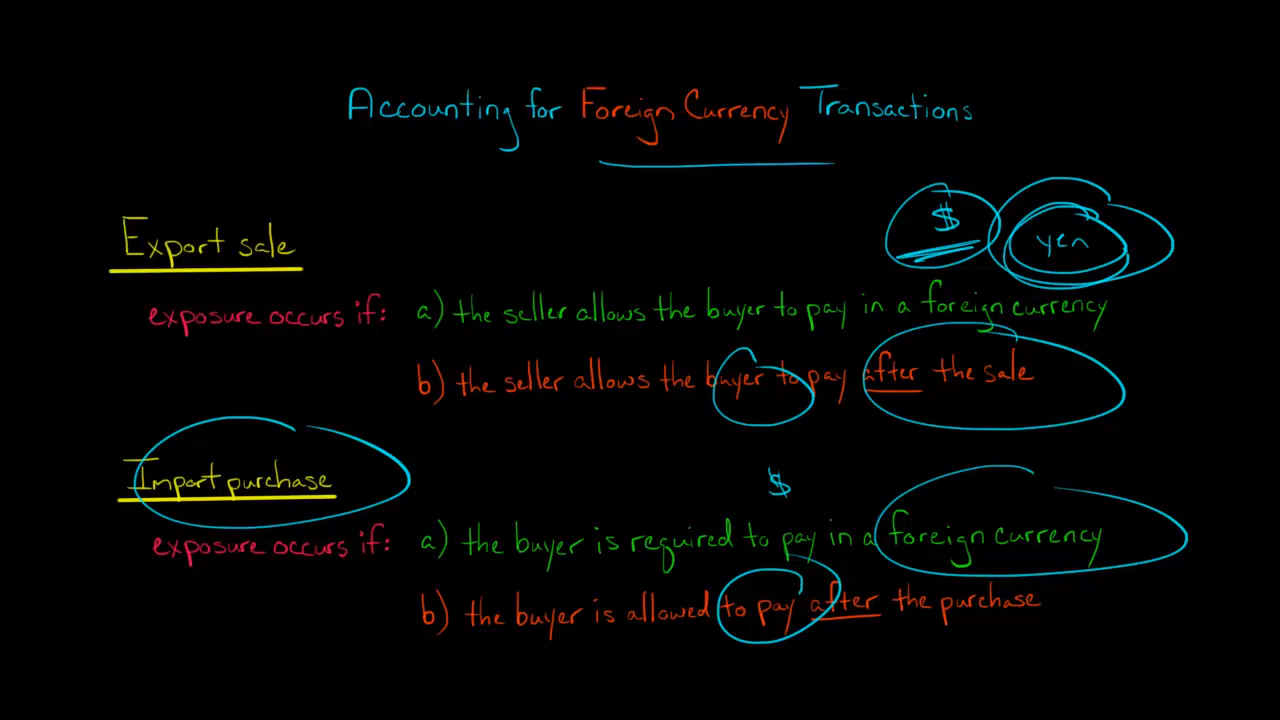 Accounting for Foreign Currency Transactions
$
yen
Export sale
exposure occurs if: a) the seller allows the buyer to pay in a foreign currency
b) the seller allows the buyer to pay after the sale
Import purchase
$
exposure occurs if: a) the buyer is required to pay in a foreign currency
b) the buyer is allowed to pay after the purchase